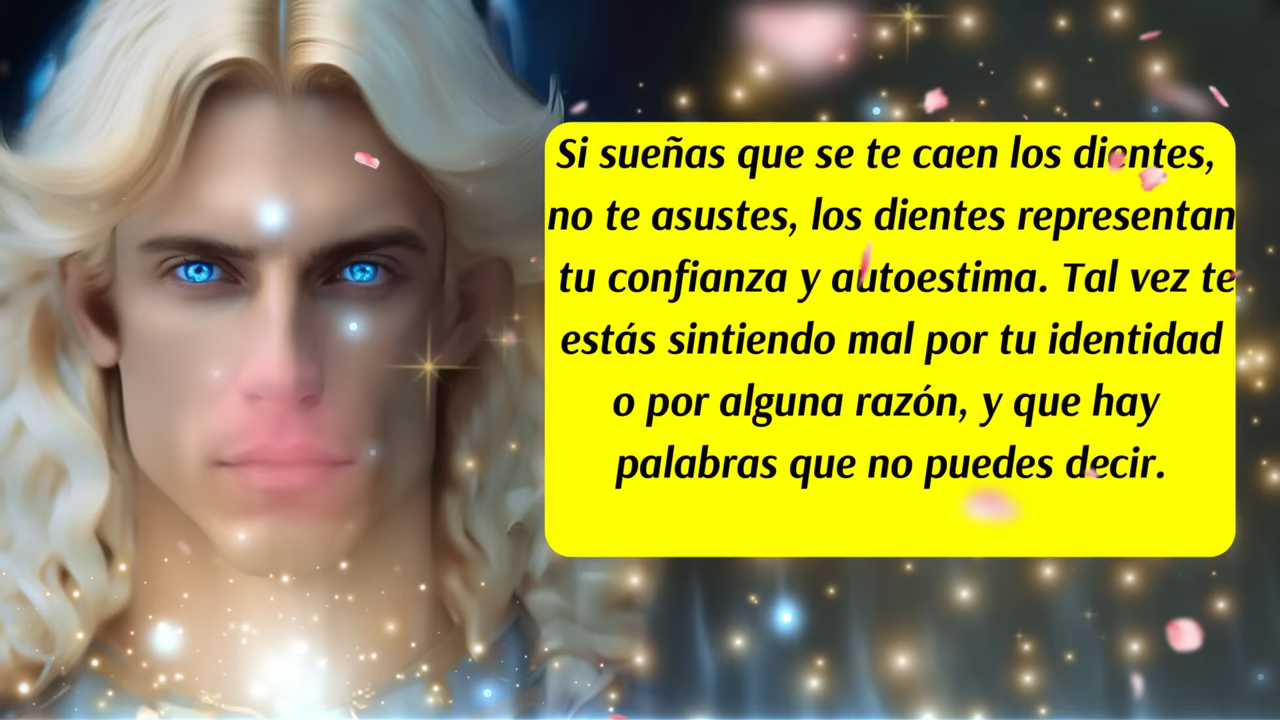 Si sueñas que se te caen los dientes,
no te asustes, los dientes representan
tu confianza y autoestima. Tal vez te
estás sintiendo mal por tu identidad
o por alguna razón, y que hay
palabras que no puedes decir.